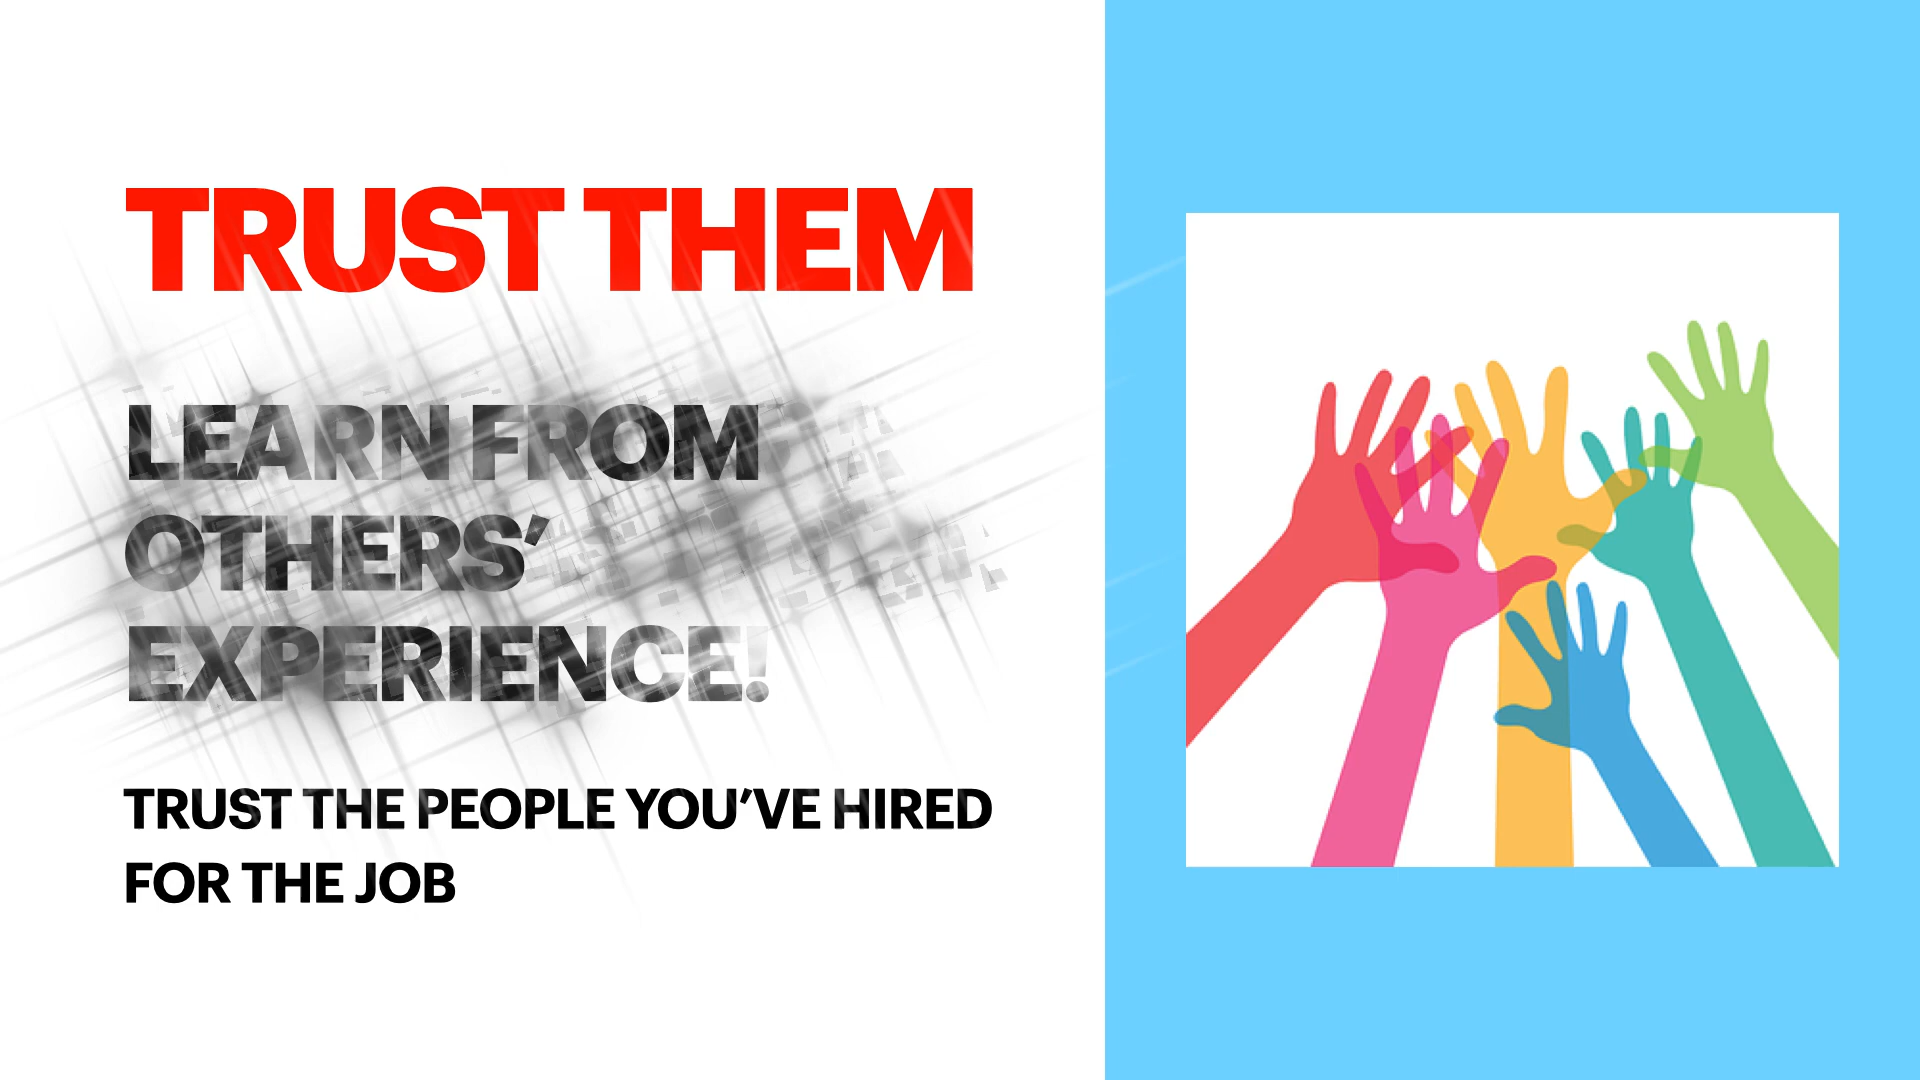 TRUST THEM
LEARN FROM
OTHERS’
EXPERIENCE!
TRUST THE PEOPLE YOU’VE HIRED
FOR THE JOB